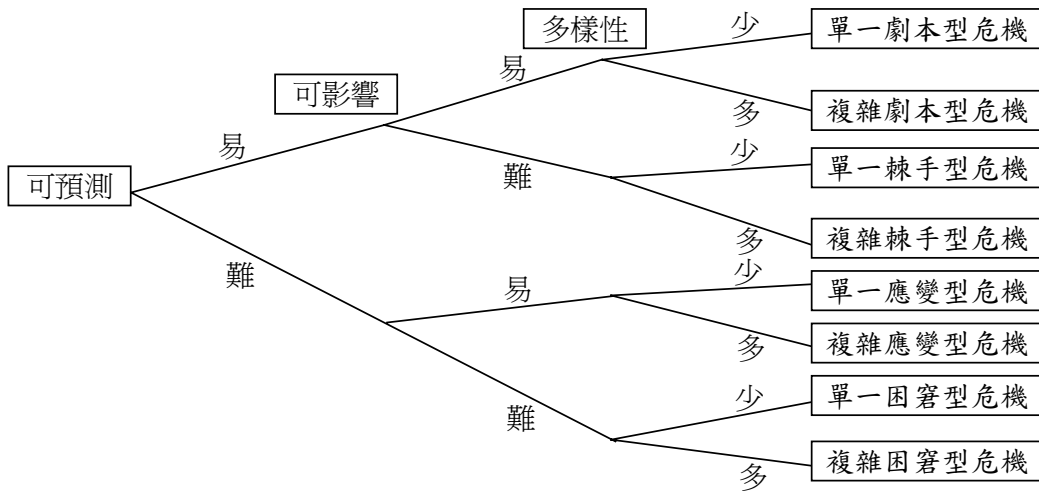 多樣性
少
單一劇本型危機
易
可影響
多
複雜劇本型危機
易
少
單一棘手型危機
可預測
難
多
複雜棘手型危機
難
少
易
單一應變型危機
多
複雜應變型危機
少
單一困窘型危機
難
複雜困窘型危機
多